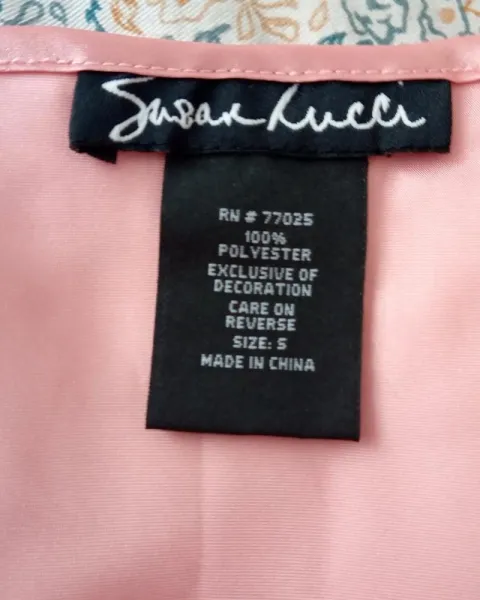 Susan Lucci
RN # 77025
100%
POLYESTER
EXCLUSIVE OF
DECORATION
CARE ON
REVERSE
SIZE: S
MADE IN CHINA